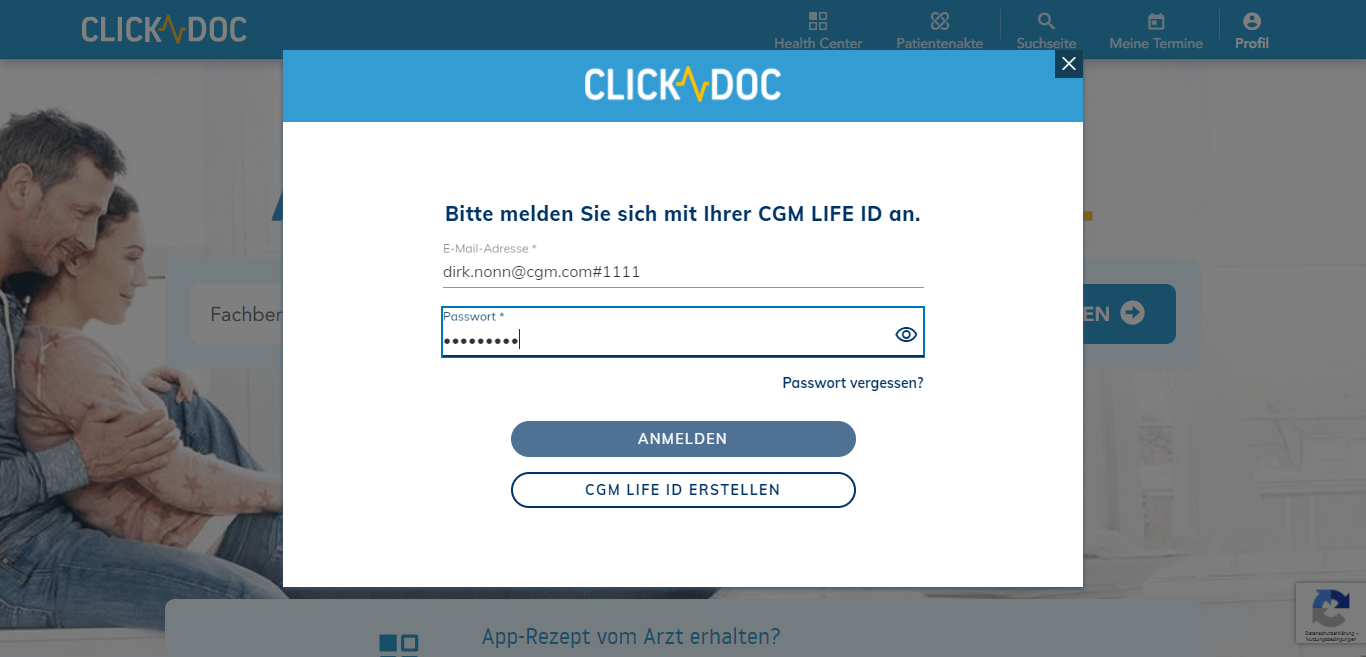 CLICKDOC
Health Center
Patientenakte
Suchseite
Meine Termine
Profil
CLICKDOC
Bitte melden Sie sich mit Ihrer CGM LIFE ID an.
E-Mail-Adresse *
dirk.nonn@cgm.com#1111
Fachber
EN
Passwort *
•••••••••
Passwort vergessen?
ANMELDEN
CGM LIFE ID ERSTELLEN
App-Rezept vom Arzt erhalten?
Datenschutzerklärung -
Nutzungsbedingungen